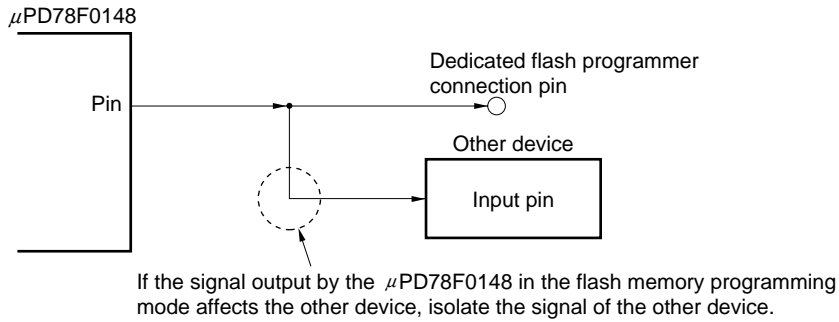 μPD78F0148
Dedicated flash programmer
connection pin
Pin
Other device
Input pin
If the signal output by the μPD78F0148 in the flash memory programming
mode affects the other device, isolate the signal of the other device.